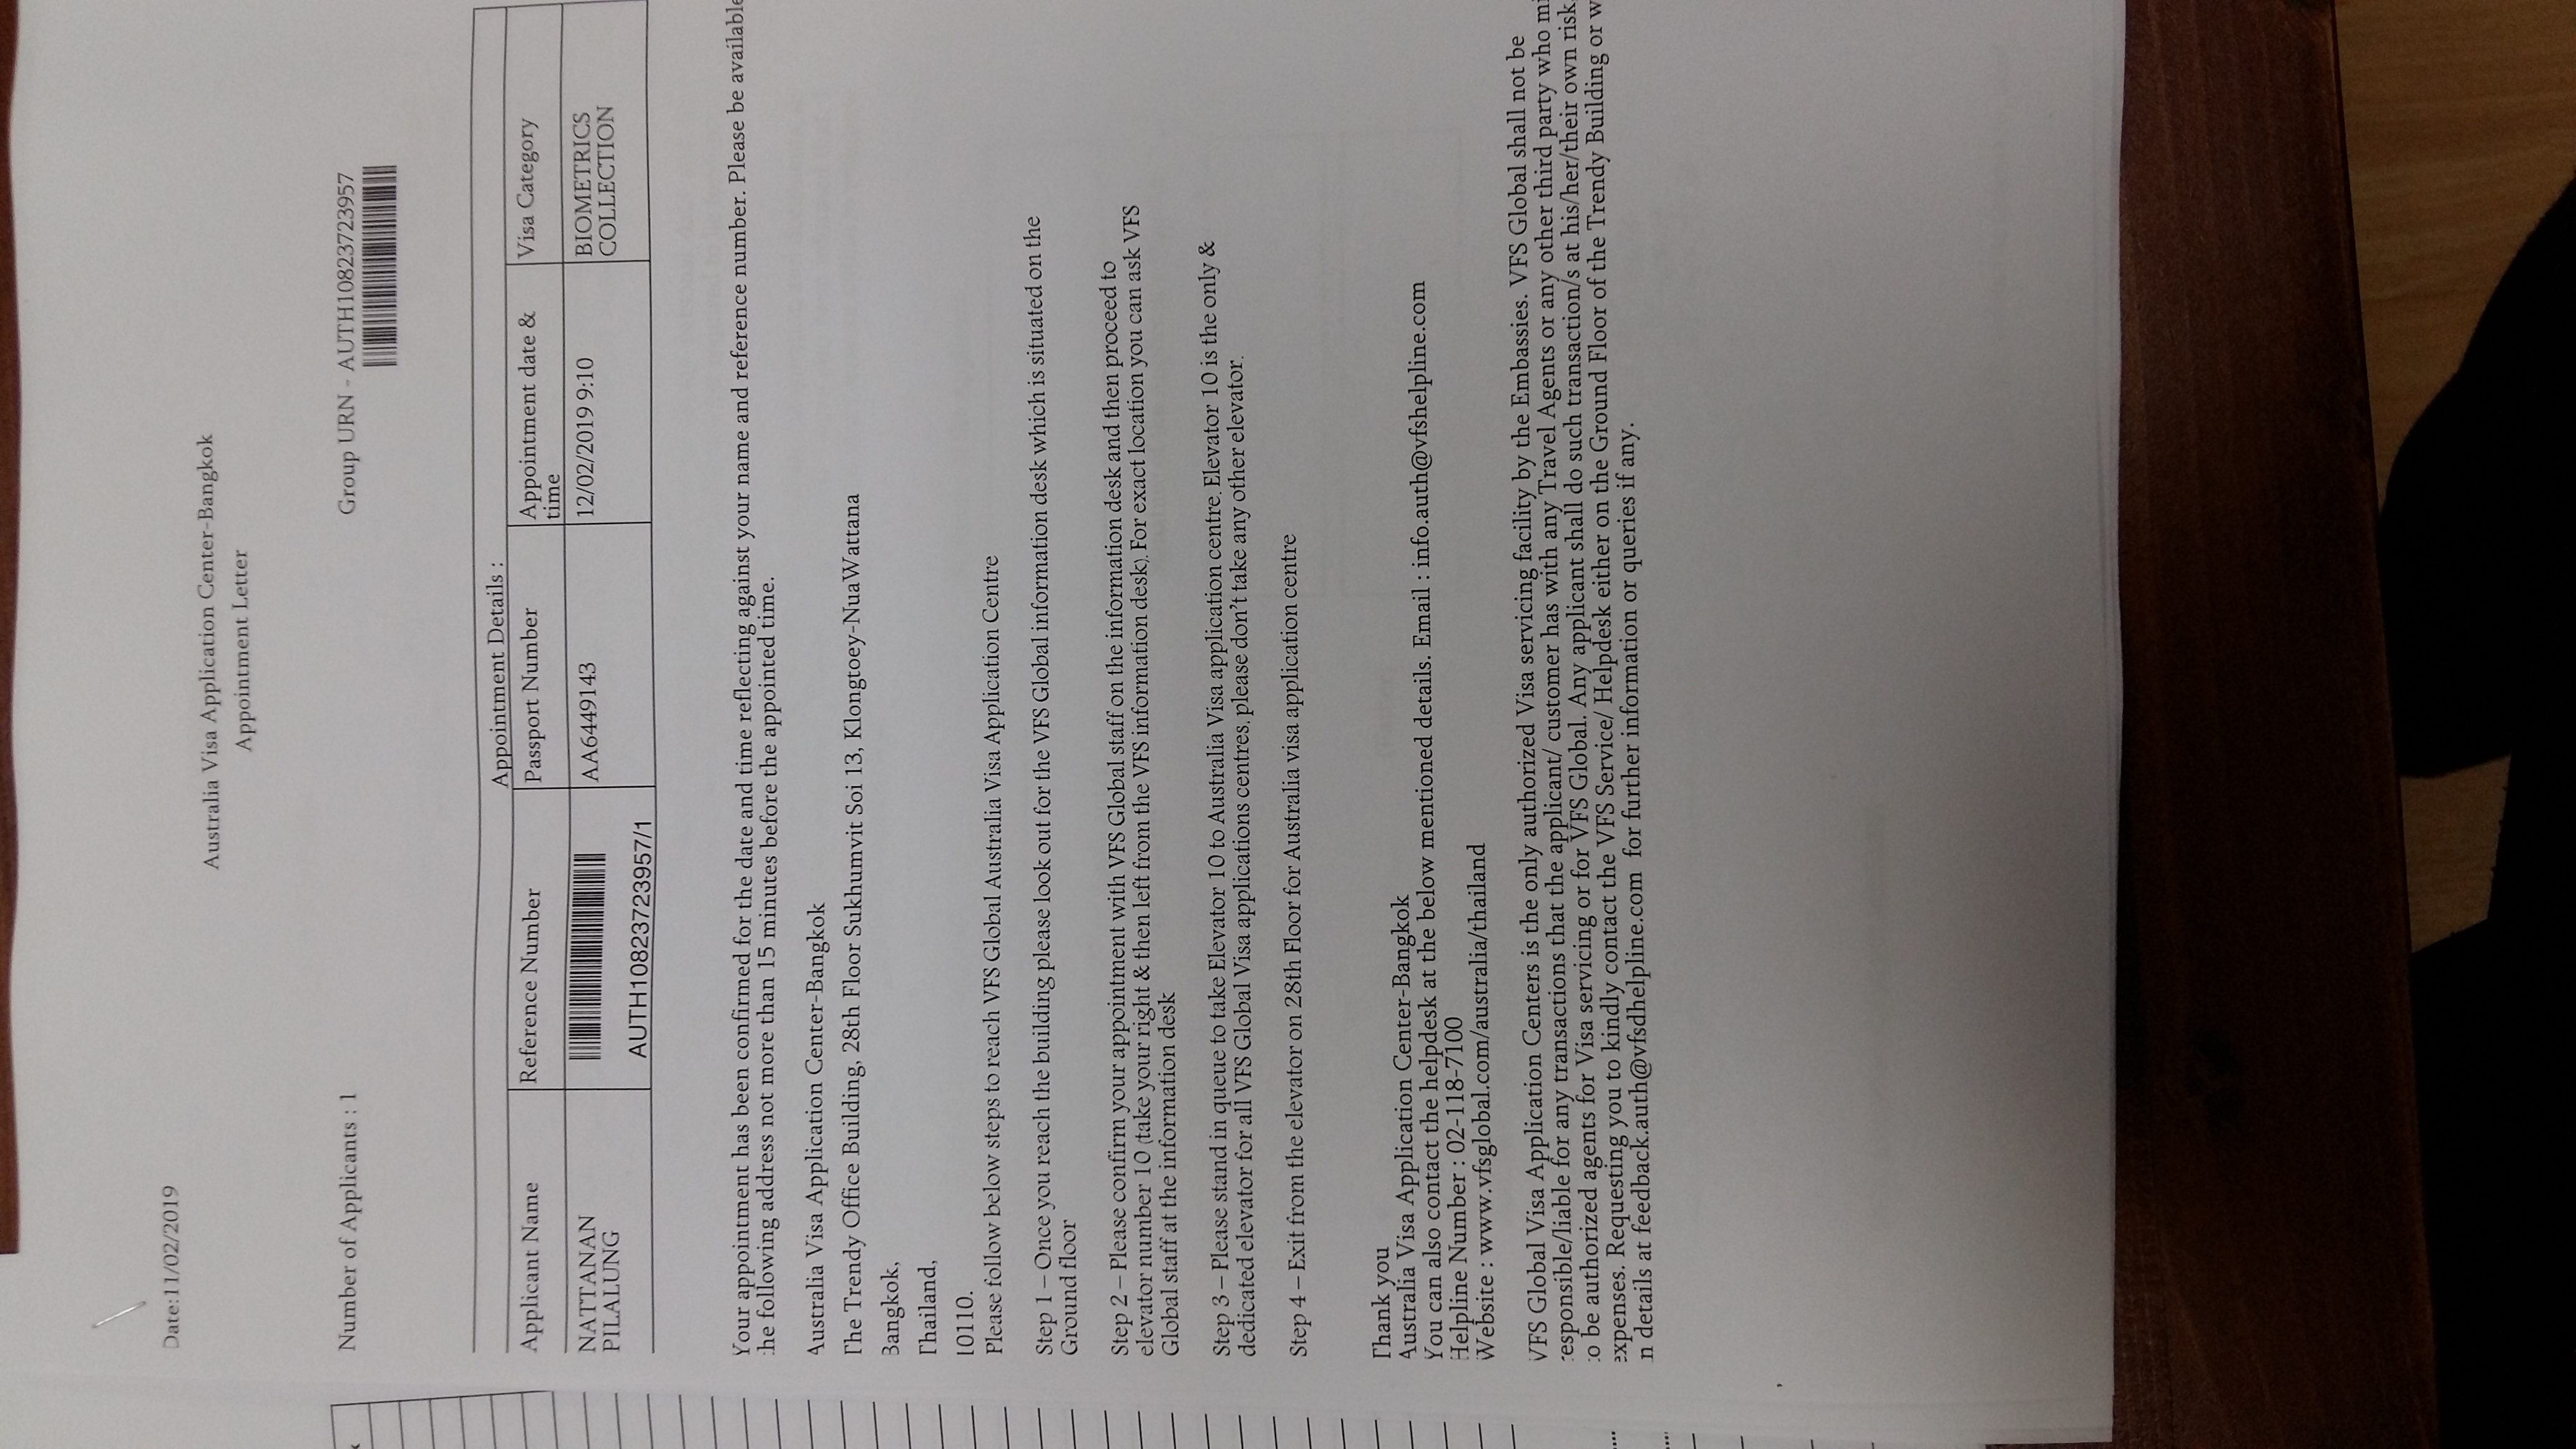 Date:11/02/2019
Australia Visa Application Center-Bangkok
Appointment Letter
Number of Applicants : 1
Group URN - AUTH1082372395​7
Appointment Details :
Applicant Name
Reference Number
Passport Number
Appointment date &
time
Visa Category
NATTANAN
PILALUNG
AUTH10823723957/1
AA6449143
12/02/2019 9:10
BIOMETRICS
COLLECTION
Your appointment has been confirmed for the date and time reflecting against your name and reference number. Please be available
the following address not more than 15 minutes before the appointed time.
Australia Visa Application Center-Bangkok
The Trendy Office Building, 28th Floor Sukhumvit Soi 13, Klongtoey-NuaWattana
Bangkok,
Thailand,
10110.
Please follow below steps to reach VFS Global Australia Visa Application Centre
Step 1 – Once you reach the building please look out for the VFS Global information desk which is situated on the
Ground floor
Step 2 – Please confirm your appointment with VFS Global staff on the information desk and then proceed to
elevator number 10 (take your right & then left from the VFS information desk). For exact location you can ask VFS
Global staff at the information desk
Step 3 – Please stand in queue to take Elevator 10 to Australia Visa application centre. Elevator 10 is the only &
dedicated elevator for all VFS Global Visa applications centres, please don't take any other elevator.
Step 4 – Exit from the elevator on 28th Floor for Australia visa application centre
Thank you
Australia Visa Application Center-Bangkok
You can also contact the helpdesk at the below mentioned details. Email : info.auth@vfshelpline.com
Helpline Number : 02-118-7100
Website : www.vfsglobal.com/australia/thailand
VFS Global Visa Application Centers is the only authorized Visa servicing facility by the Embassies. VFS Global shall not be
responsible/liable for any transactions that the applicant/ customer has with any Travel Agents or any other third party who
to be authorized agents for Visa servicing or for VFS Global. Any applicant shall do such transaction/s at his/her/their own risk
expenses. Requesting you to kindly contact the VFS Service/ Helpdesk either on the Ground Floor of the Trendy Building or
n details at feedback.auth@vfsdhelpline.com for further information or queries if any.